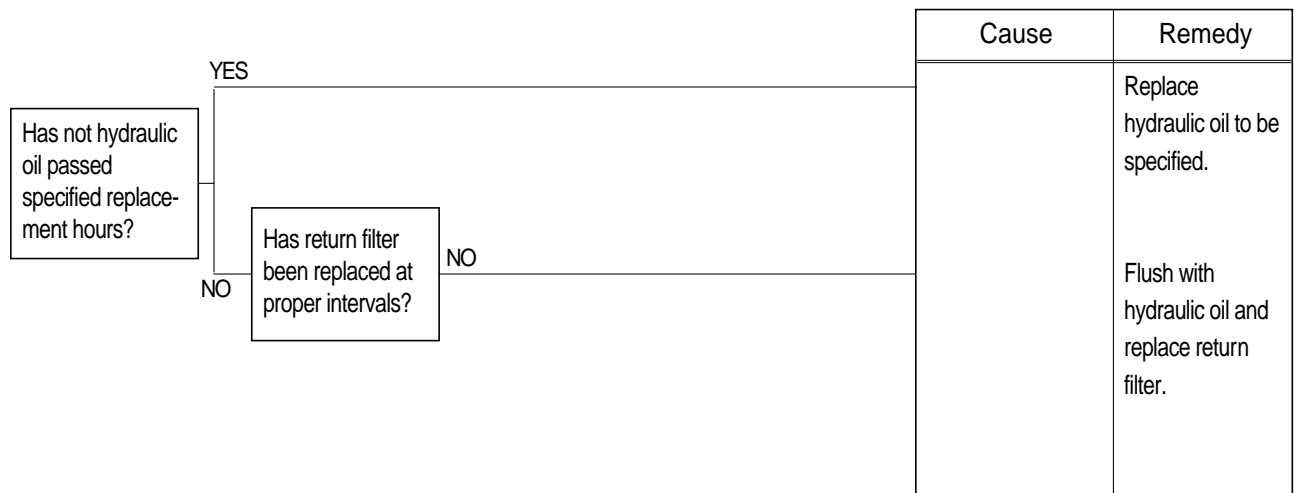 Cause
Remedy
YES
Replace
hydraulic oil to be
specified.
Has not hydraulic
oil passed
specified replace-
ment hours?
NO
Has return filter
been replaced at
proper intervals?
NO
Flush with
hydraulic oil and
replace return
filter.